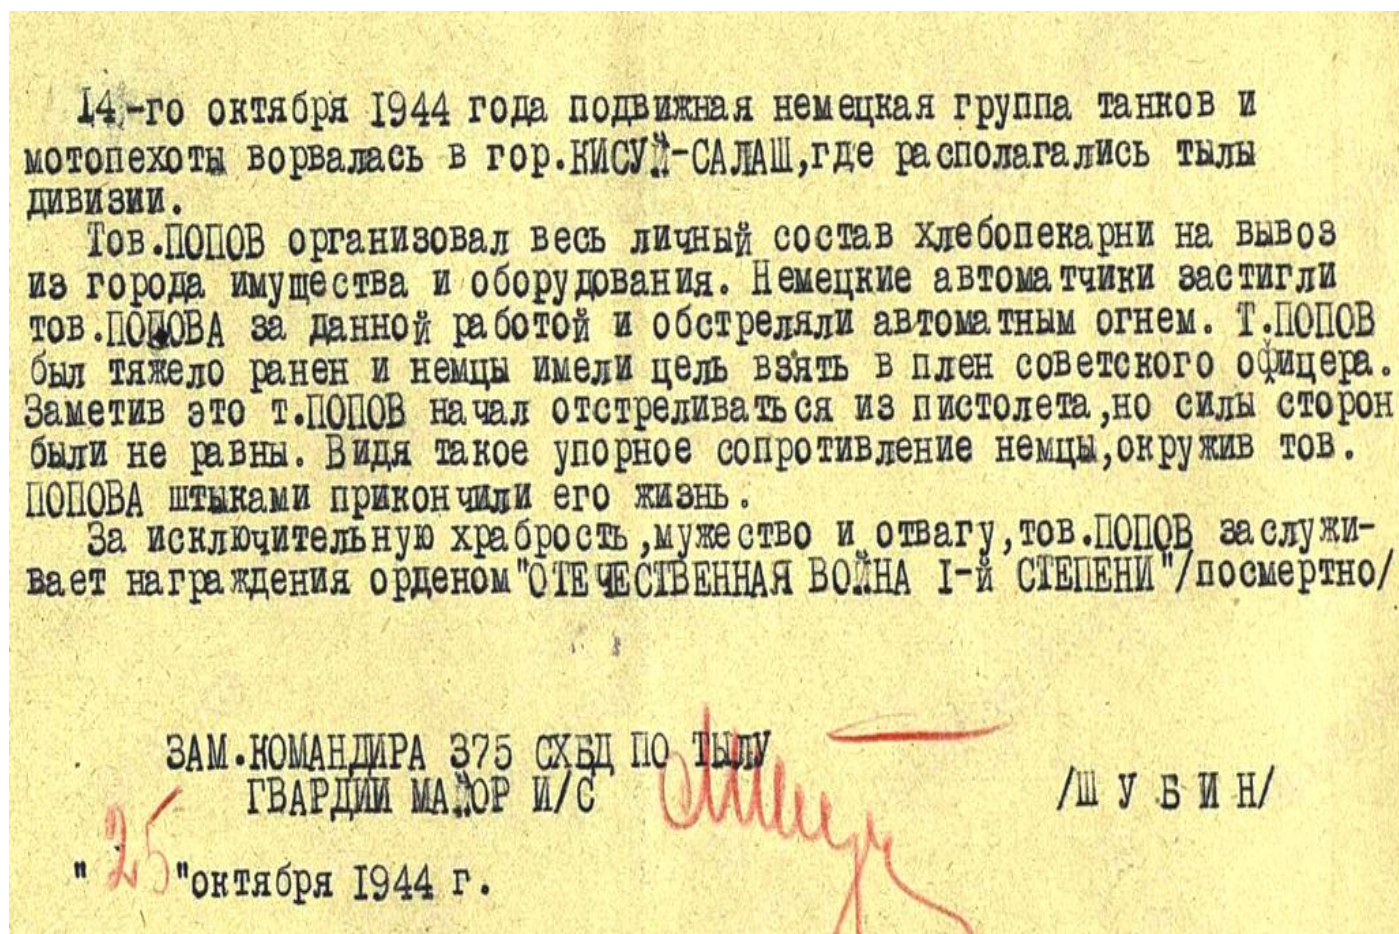 14-го октября 1944 года подвижная немецкая группа танков и
мотопехоты ворвалась в гор.КИСУЙ-САЛАШ,где располагались тылы
дивизии.
Тов.ПОПОВ организовал весь личный состав хлебопекарни на вывоз
из города имущества и оборудования. Немецкие автоматчики застигли
тов.ПОПОВА за данной работой и обстреляли автоматным огнем. Т.ПОПОВ
был тяжело ранен и немцы имели цель взять в плен советского офицера.
Заметив это т.ПОПОВ начал отстреливаться из пистолета,но силы сторон
были не равны. Видя такое упорное сопротивление немцы,окружив тов.
ПОПОВА штыками прикончили его жизнь.
За исключительную храбрость,мужество и отвагу,тов.ПОПОВ заслужи-
вает награждения орденом"ОТЕЧЕСТВЕННАЯ ВОЙНА I-й СТЕПЕНИ"/посмертно/
ЗАМ.КОМАНДИРА 375 СХБД ПО ТЫЛУ
ГВАРДИИ МАЙОР И/С /Ш У Б И Н/
"25"октября 1944 г.